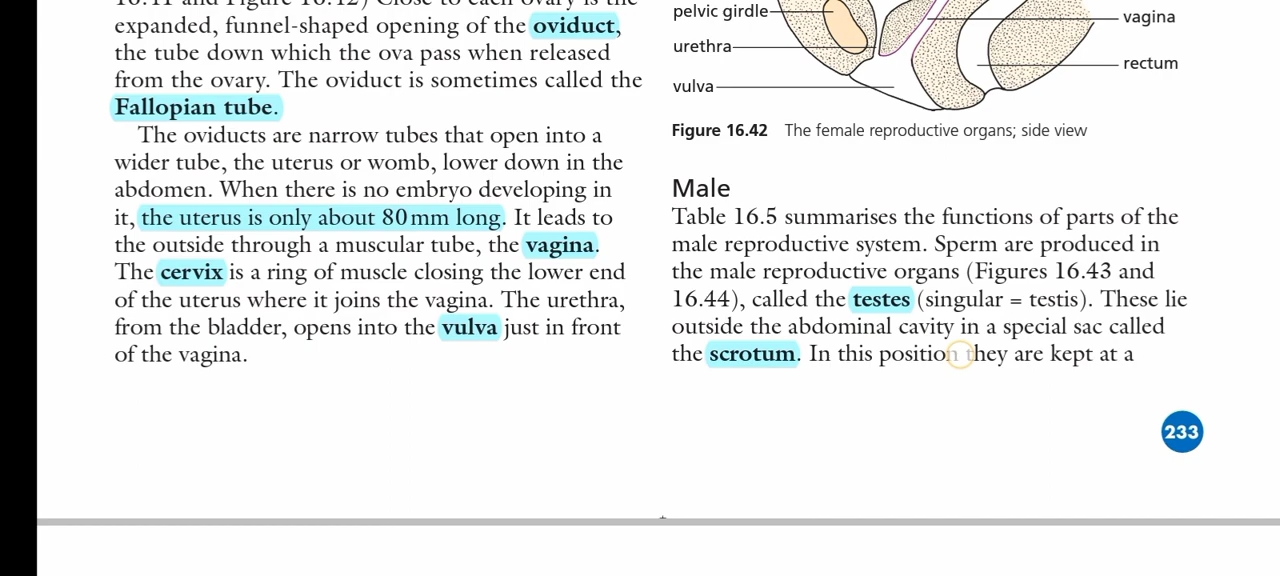 expanded, funnel-shaped opening of the oviduct,
the tube down which the ova pass when released
from the ovary. The oviduct is sometimes called the
Fallopian tube.
The oviducts are narrow tubes that open into a
wider tube, the uterus or womb, lower down in the
abdomen. When there is no embryo developing in
it, the uterus is only about 80 mm long. It leads to
the outside through a muscular tube, the vagina.
The cervix is a ring of muscle closing the lower end
of the uterus where it joins the vagina. The urethra,
from the bladder, opens into the vulva just in front
of the vagina.
pelvic girdle
urethra
vulva
vagina
rectum
Figure 16.42 The female reproductive organs; side view
Male
Table 16.5 summarises the functions of parts of the
male reproductive system. Sperm are produced in
the male reproductive organs (Figures 16.43 and
16.44), called the testes (singular = testis). These lie
outside the abdominal cavity in a special sac called
the scrotum. In this position they are kept at a
233